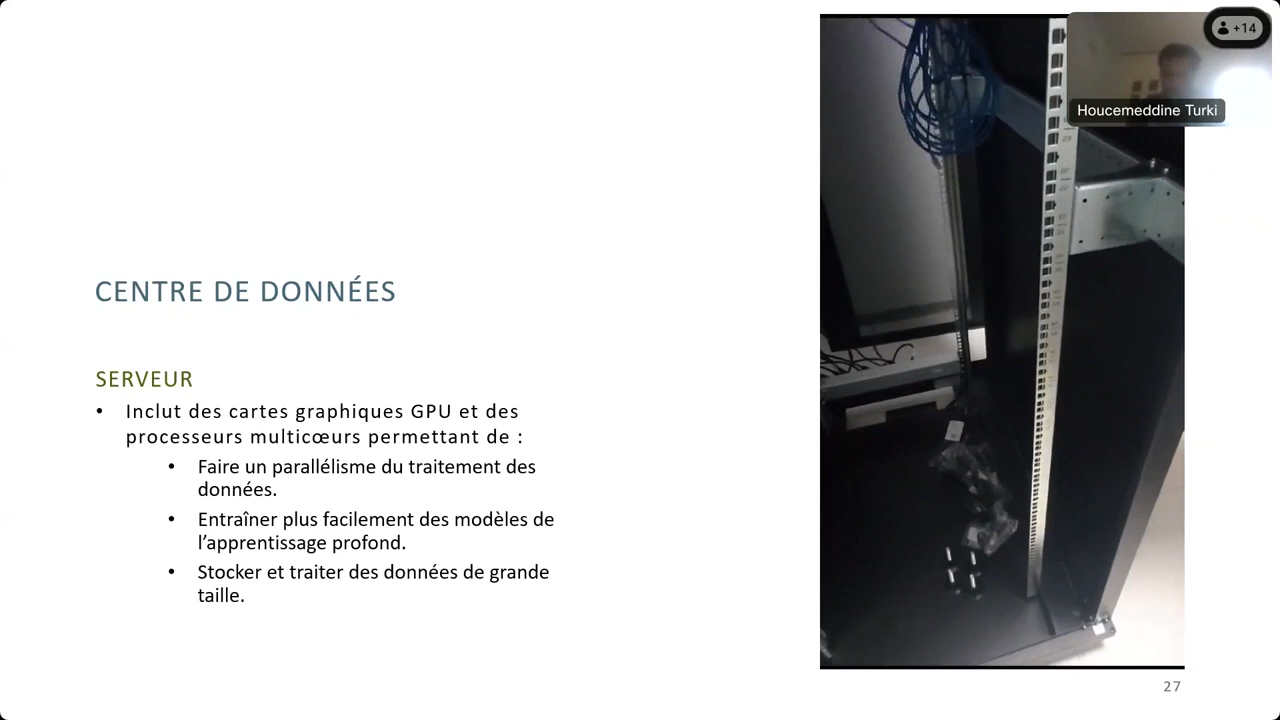 +14
Houcemeddine Turki
CENTRE DE DONNÉES
SERVEUR
• Inclut des cartes graphiques GPU et des
processeurs multicœurs permettant de :
• Faire un parallélisme du traitement des
données.
• Entraîner plus facilement des modèles de
l’apprentissage profond.
• Stocker et traiter des données de grande
taille.
27